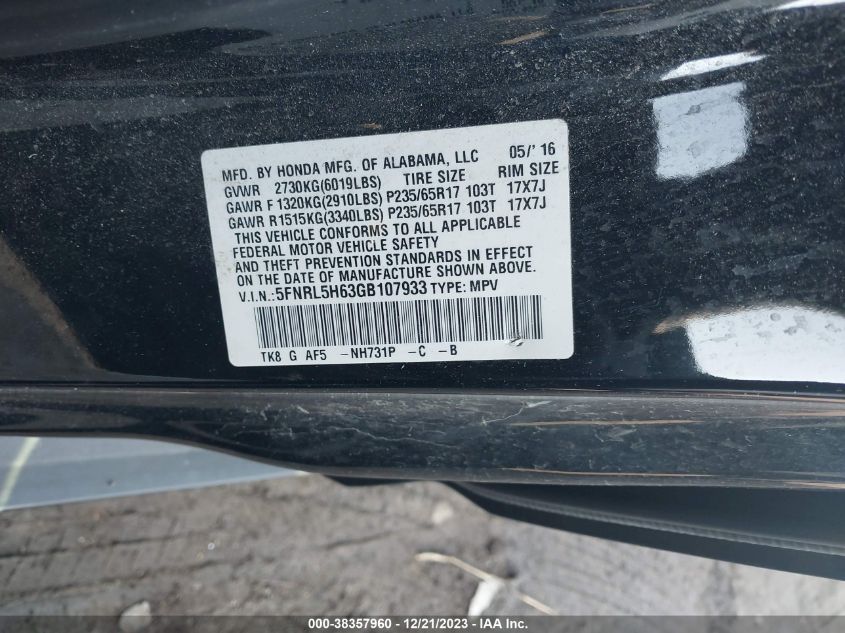 MFD. BY HONDA MFG. OF ALABAMA, LLC 05/' 16
GVWR 2730KG(6019LBS) TIRE SIZE RIM SIZE
GAWR F 1320KG(2910LBS) P235/65R17 103T 17X7J
GAWR R1515KG(3340LBS) P235/65R17 103T 17X7J
THIS VEHICLE CONFORMS TO ALL APPLICABLE
FEDERAL MOTOR VEHICLE SAFETY
AND THEFT PREVENTION STANDARDS IN EFFECT
ON THE DATE OF MANUFACTURE SHOWN ABOVE.
V.I.N.: 5FNRL5H63GB107933 TYPE: MPV
TK8 G AF5 -NH731P -C -B
000-38357960 - 12/21/2023 - IAA Inc.